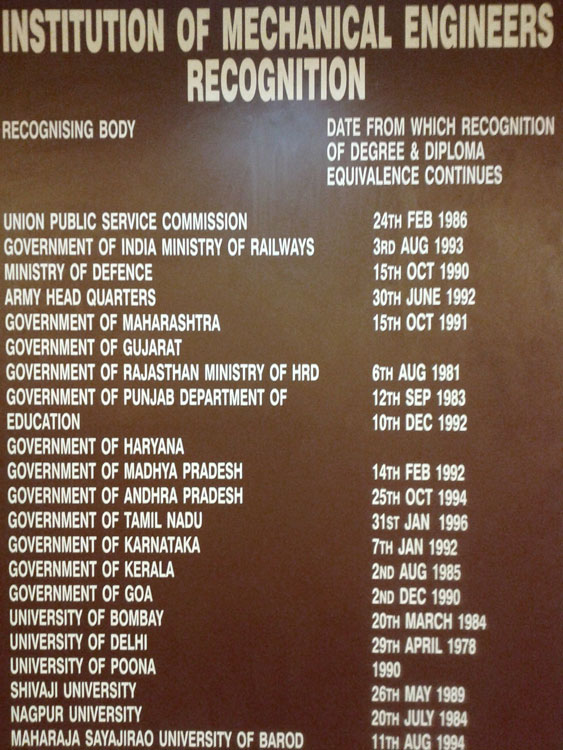 INSTITUTION OF MECHANICAL ENGINEERS
RECOGNITION
RECOGNISING BODY DATE FROM WHICH RECOGNITION
OF DEGREE & DIPLOMA
EQUIVALENCE CONTINUES
UNION PUBLIC SERVICE COMMISSION 24TH FEB 1986
GOVERNMENT OF INDIA MINISTRY OF RAILWAYS 3RD AUG 1993
MINISTRY OF DEFENCE 15TH OCT 1990
ARMY HEAD QUARTERS 30TH JUNE 1992
GOVERNMENT OF MAHARASHTRA 15TH OCT 1991
GOVERNMENT OF GUJARAT
GOVERNMENT OF RAJASTHAN MINISTRY OF HRD 6TH AUG 1981
GOVERNMENT OF PUNJAB DEPARTMENT OF 12TH SEP 1983
EDUCATION 10TH DEC 1992
GOVERNMENT OF HARYANA
GOVERNMENT OF MADHYA PRADESH 14TH FEB 1992
GOVERNMENT OF ANDHRA PRADESH 25TH OCT 1994
GOVERNMENT OF TAMIL NADU 31ST JAN 1996
GOVERNMENT OF KARNATAKA 7TH JAN 1992
GOVERNMENT OF KERALA 2ND AUG 1985
GOVERNMENT OF GOA 2ND DEC 1990
UNIVERSITY OF BOMBAY 20TH MARCH 1984
UNIVERSITY OF DELHI 29TH APRIL 1978
UNIVERSITY OF POONA 1990
SHIVAJI UNIVERSITY 26TH MAY 1989
NAGPUR UNIVERSITY 20TH JULY 1984
MAHARAJA SAYAJIRAO UNIVERSITY OF BAROD 11TH AUG 1994